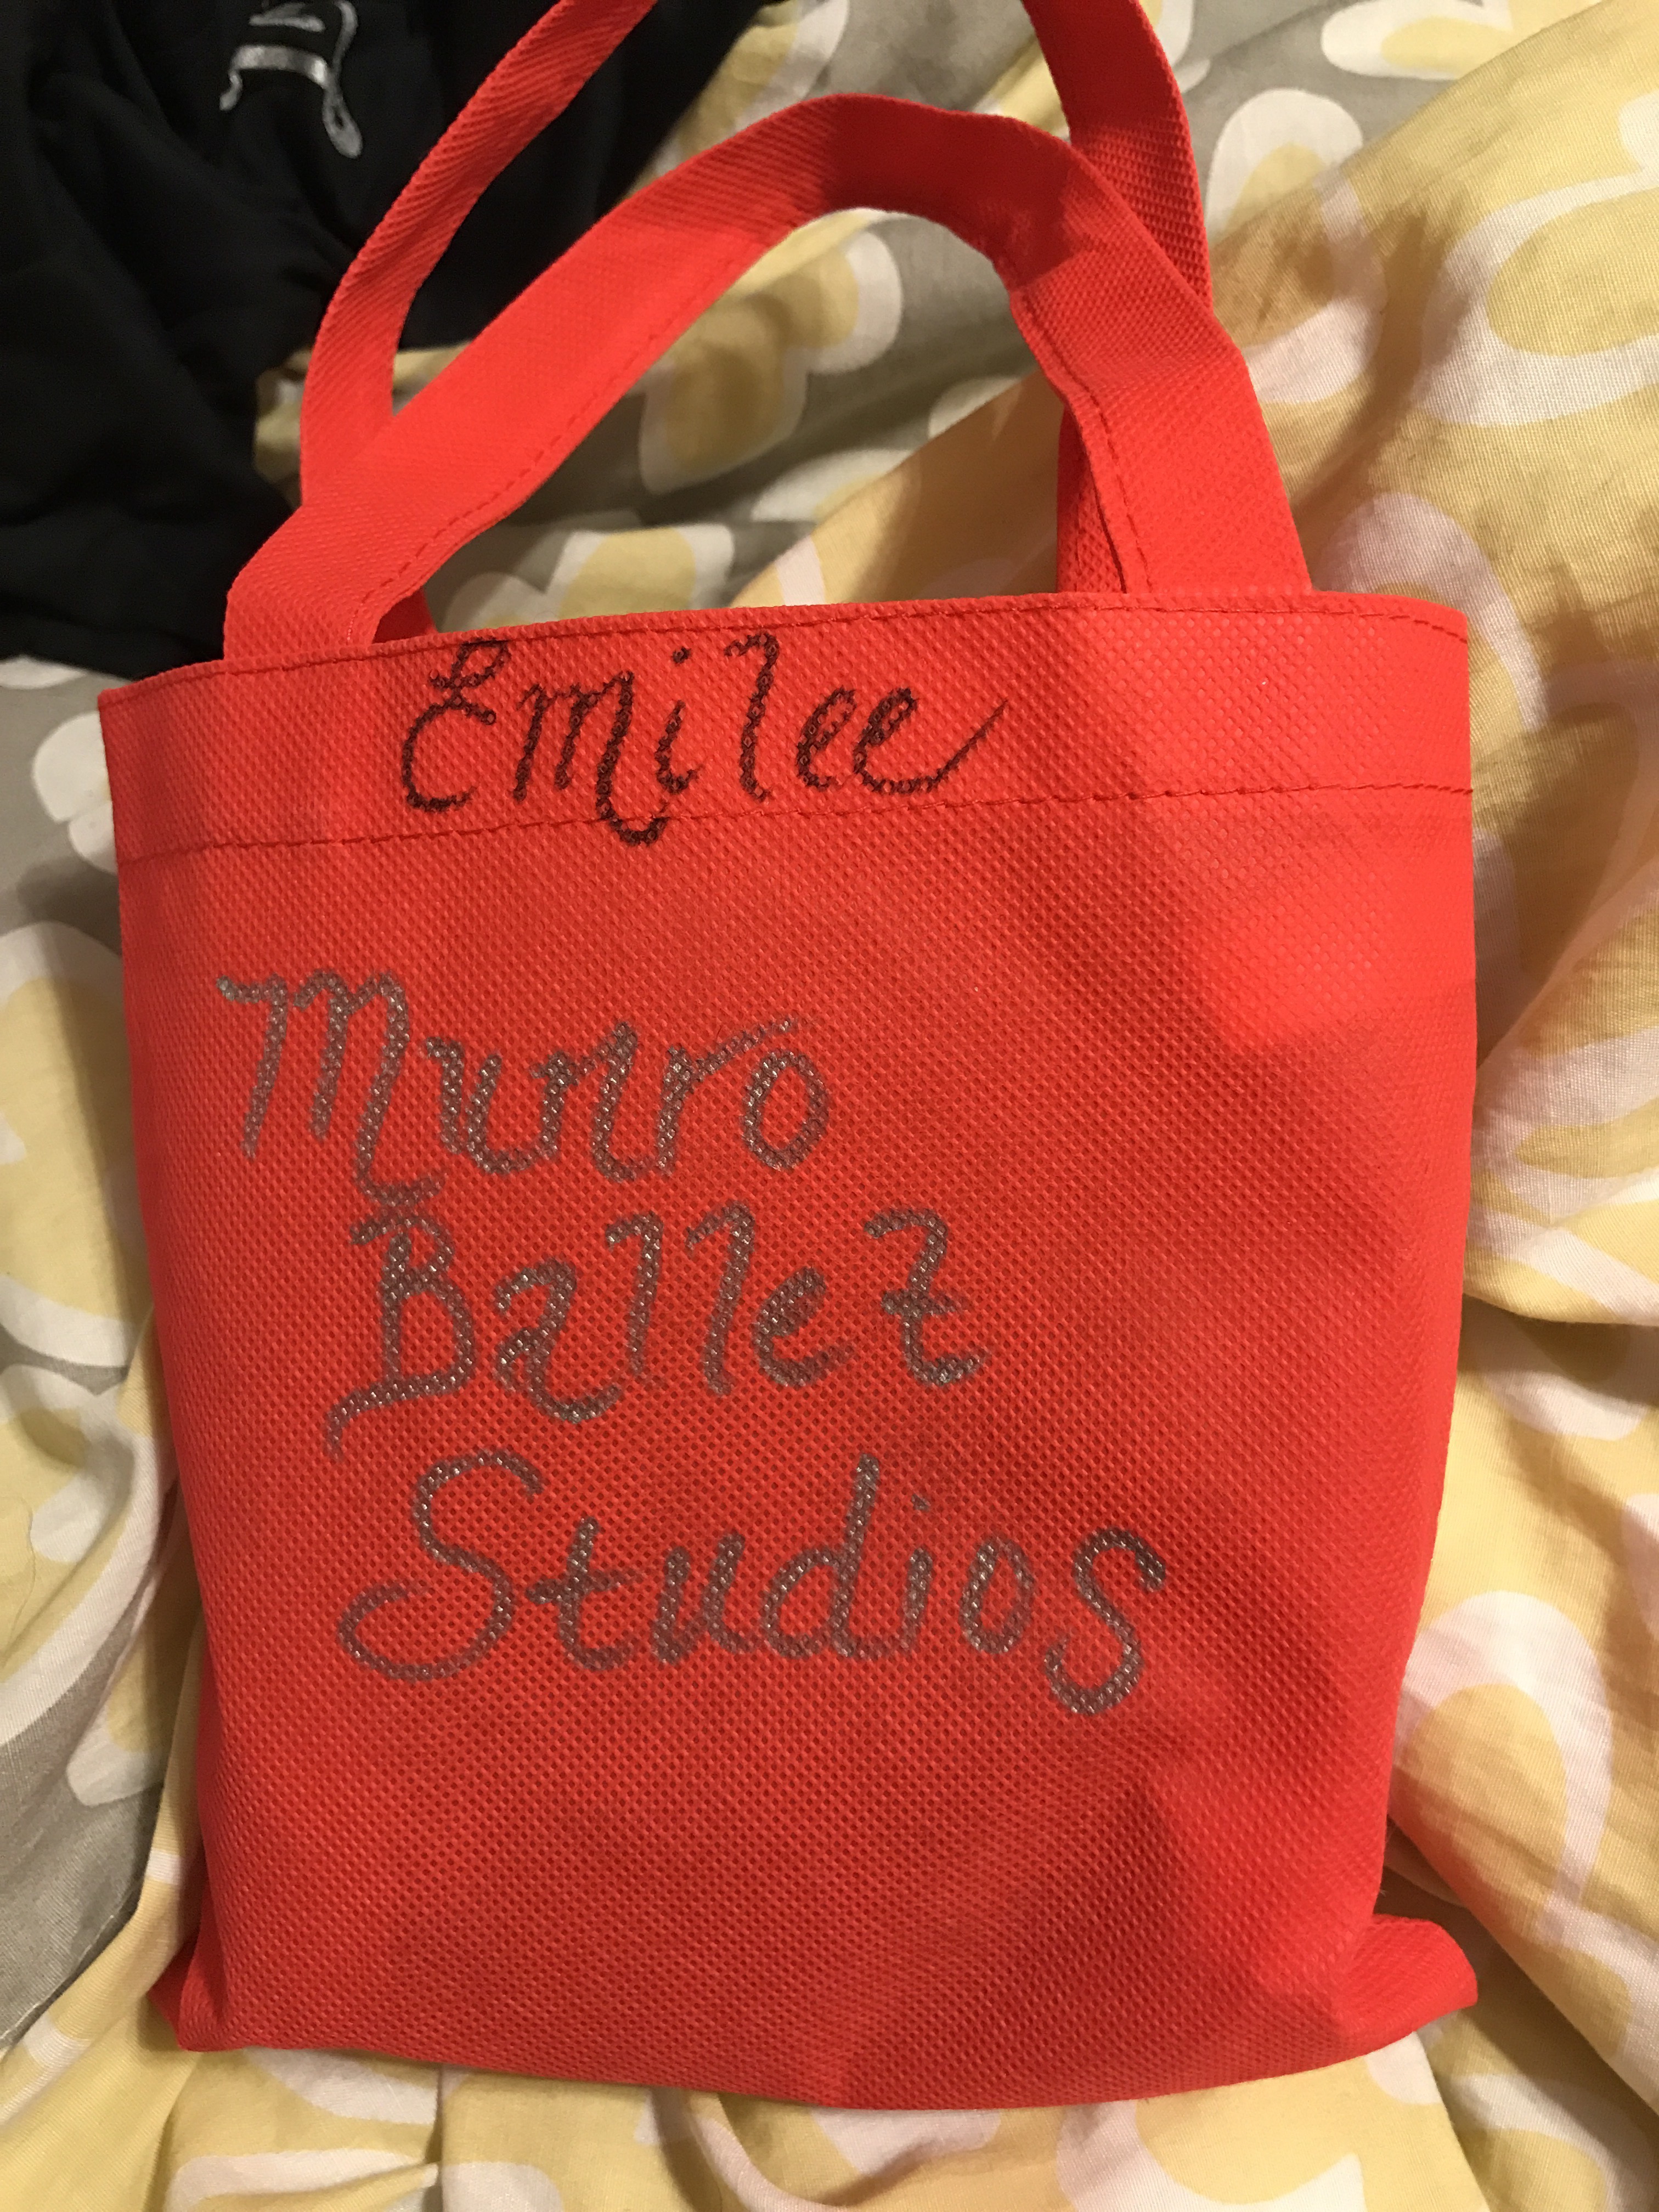 Emilee
Munro
Ballet
Studios